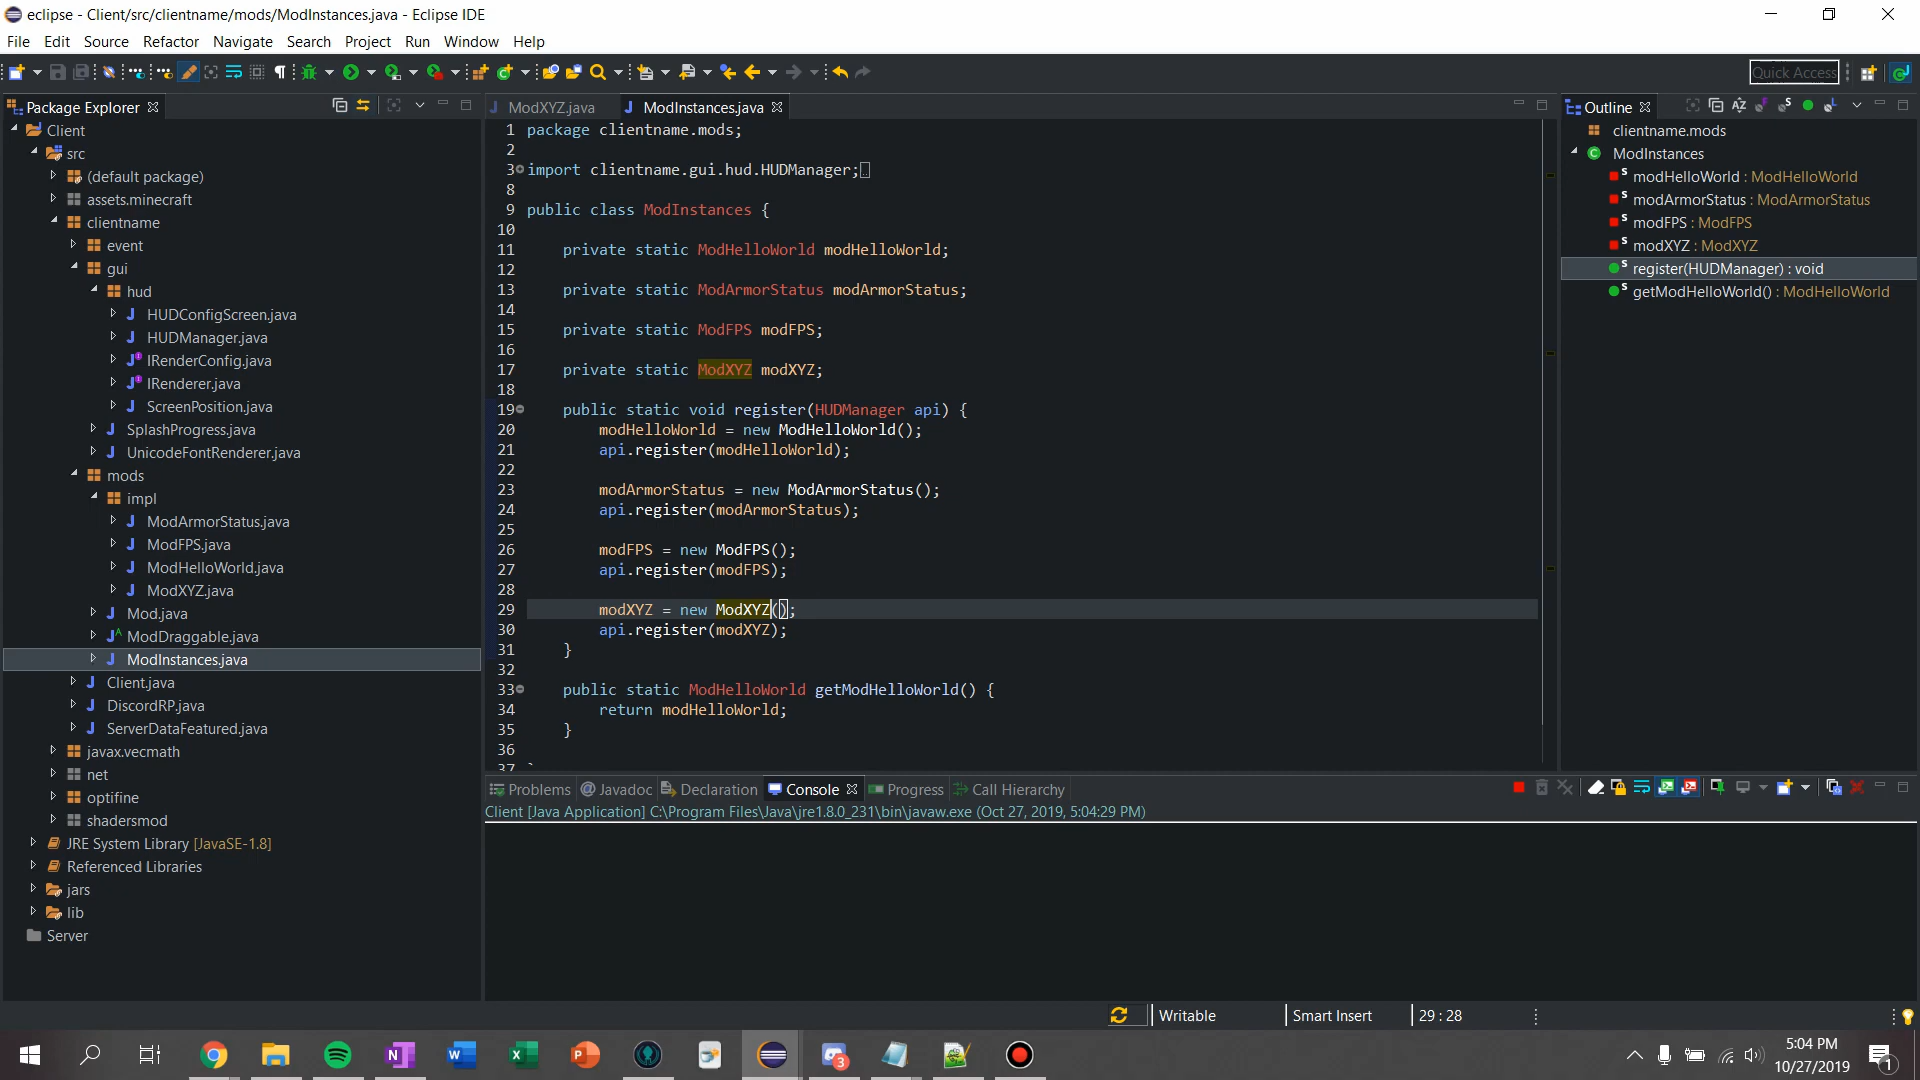 eclipse - Client/src/clientname/mods/ModInstances.java - Eclipse IDE
File Edit Source Refactor Navigate Search Project Run Window Help
Quick Access
Package Explorer
Client
src
(default package)
assets.minecraft
clientname
event
gui
hud
HUDConfigScreen.java
HUDManager.java
IRenderConfig.java
IRenderer.java
ScreenPosition.java
SplashProgress.java
UnicodeFontRenderer.java
mods
impl
ModArmorStatus.java
ModFPS.java
ModHelloWorld.java
ModXYZ.java
Mod.java
ModDraggable.java
ModInstances.java
Client.java
DiscordRP.java
ServerDataFeatured.java
javax.vecmath
net
optifine
shadersmod
JRE System Library [JavaSE-1.8]
Referenced Libraries
jars
lib
Server
ModXYZ.java ModInstances.java
1 package clientname.mods;
2
3 import clientname.gui.hud.HUDManager;
8
9 public class ModInstances {
10
11 private static ModHelloWorld modHelloWorld;
12
13 private static ModArmorStatus modArmorStatus;
14
15 private static ModFPS modFPS;
16
17 private static ModXYZ modXYZ;
18
19 public static void register(HUDManager api) {
20 modHelloWorld = new ModHelloWorld();
21 api.register(modHelloWorld);
22
23 modArmorStatus = new ModArmorStatus();
24 api.register(modArmorStatus);
25
26 modFPS = new ModFPS();
27 api.register(modFPS);
28
29 modXYZ = new ModXYZ();
30 api.register(modXYZ);
31 }
32
33 public static ModHelloWorld getModHelloWorld() {
34 return modHelloWorld;
35 }
36
37
Outline
clientname.mods
ModInstances
modHelloWorld : ModHelloWorld
modArmorStatus : ModArmorStatus
modFPS : ModFPS
modXYZ : ModXYZ
register(HUDManager) : void
getModHelloWorld() : ModHelloWorld
Problems Javadoc Declaration Console Progress Call Hierarchy
Client [Java Application] C:\Program Files\Java\jre1.8.0_231\bin\javaw.exe (Oct 27, 2019, 5:04:29 PM)
Writable Smart Insert 29 : 28
5:04 PM
10/27/2019
3
1